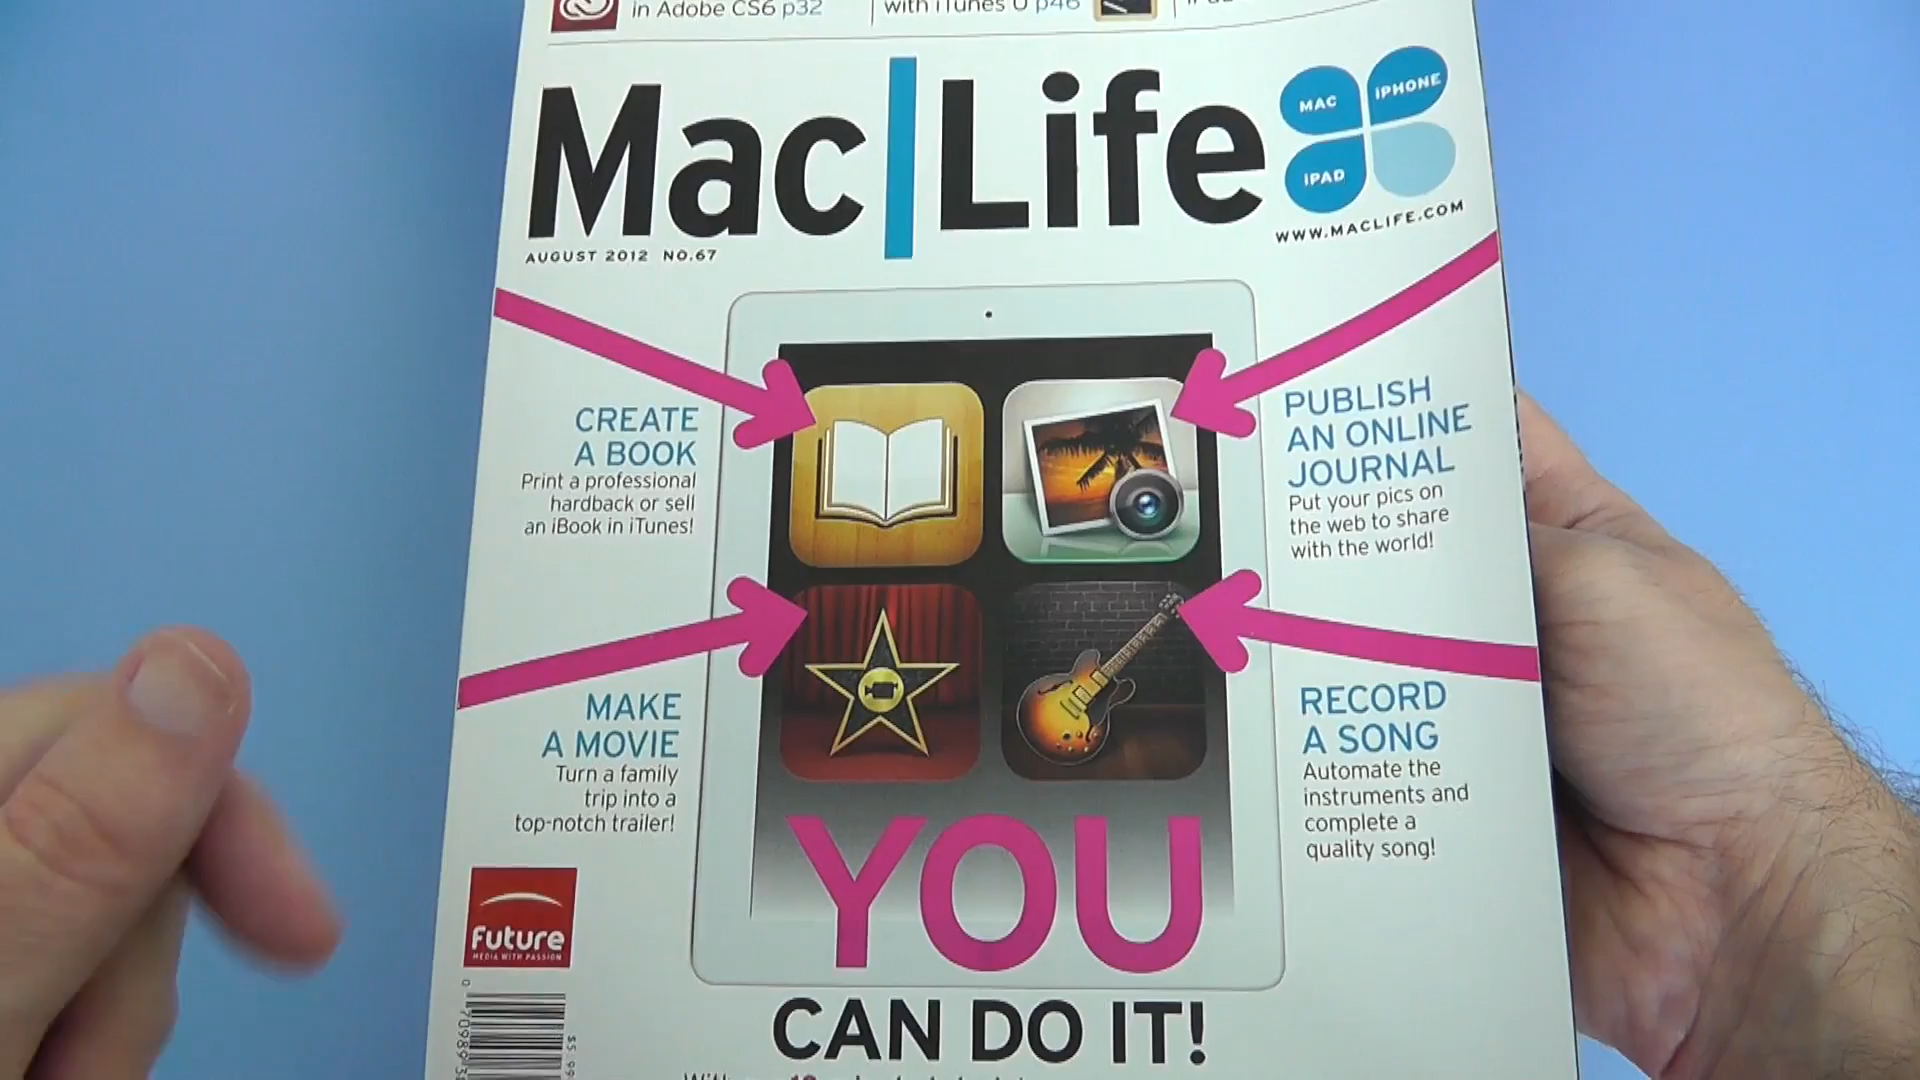 in Adobe CS6 p32
with iTunes U p46
Mac|Life
MAC
IPHONE
IPAD
WWW.MACLIFE.COM
AUGUST 2012 NO.67
CREATE
A BOOK
Print a professional
hardback or sell
an iBook in iTunes!
PUBLISH
AN ONLINE
JOURNAL
Put your pics on
the web to share
with the world!
MAKE
A MOVIE
Turn a family
trip into a
top-notch trailer!
RECORD
A SONG
Automate the
instruments and
complete a
quality song!
YOU
CAN DO IT!
Future
MEDIA WITH PASSION